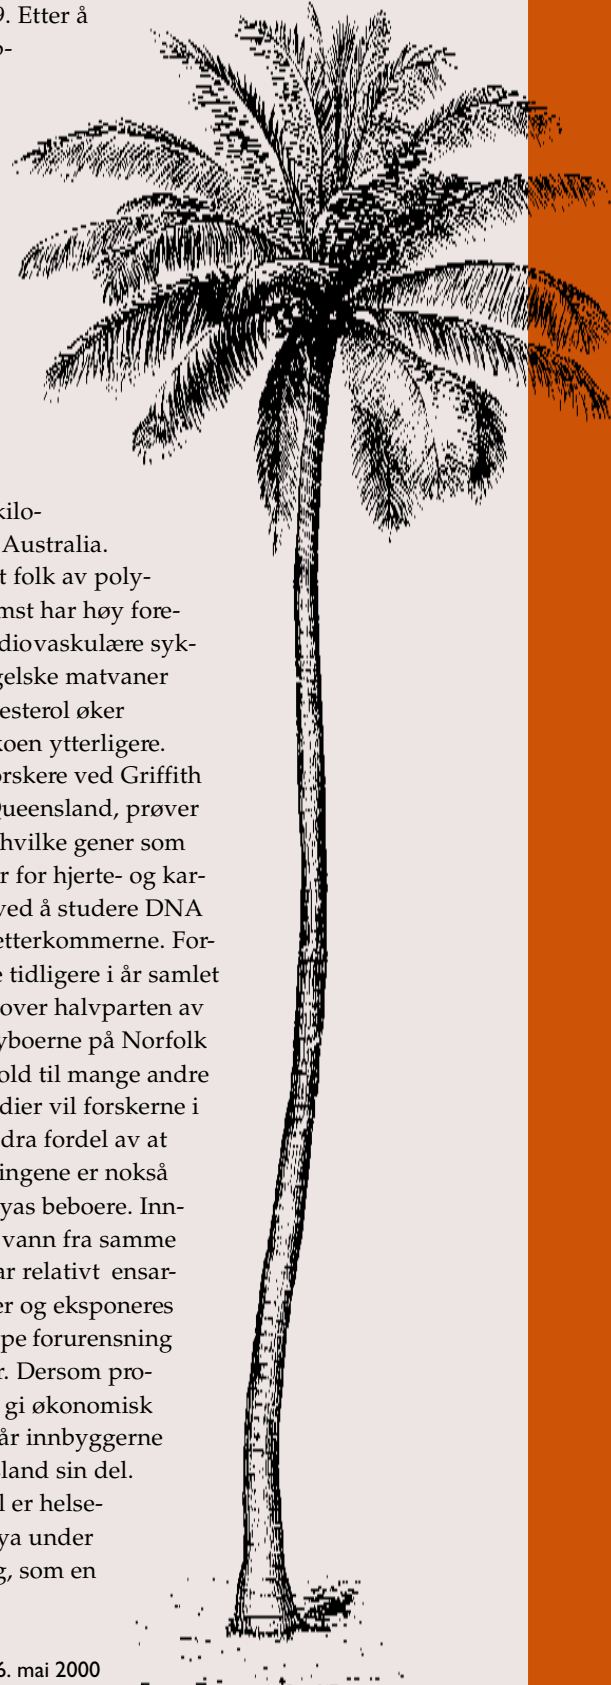 9. Etter å
o-
kilo-
Australia.
t folk av poly-
mst har høy fore-
diovaskulære syk-
gelske matvaner
esterol øker
koen ytterligere.
orskere ved Griffith
Queensland, prøver
hvilke gener som
r for hjerte- og kar-
ved å studere DNA
etterkommerne. For-
e tidligere i år samlet
over halvparten av
yboerne på Norfolk
old til mange andre
dier vil forskerne i
dra fordel av at
ingene er nokså
yas beboere. Inn-
vann fra samme
ar relativt ensar-
er og eksponeres
pe forurensning
r. Dersom pro-
gi økonomisk
år innbyggerne
land sin del.
l er helse-
ya under
g, som en
6. mai 2000